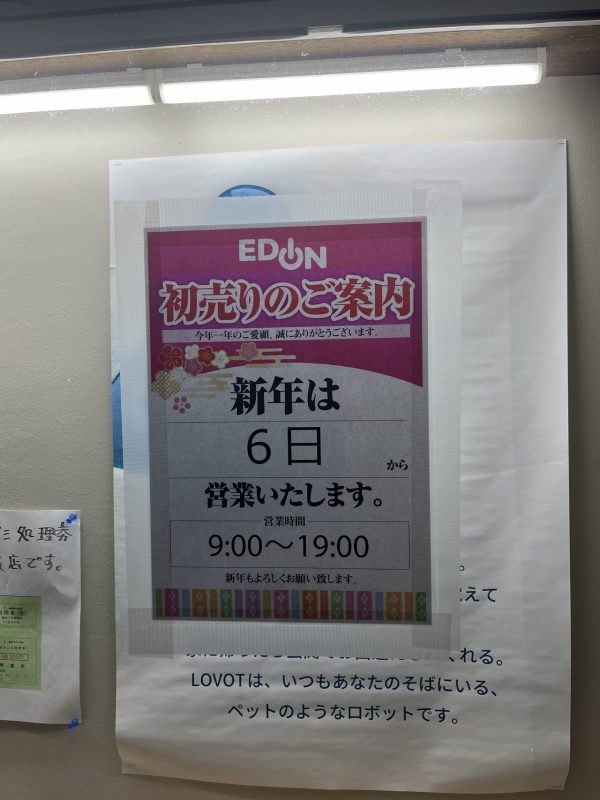 EDION
初売りのご案内
今年一年のご愛顧、誠にありがとうございます。
新年は
6日
から
営業いたします。
営業時間
9:00〜19:00
新年もよろしくお願い致します。
処理券
店です。
えて
れる。
LOVOTは、いつもあなたのそばにいる、
ペットのようなロボットです。